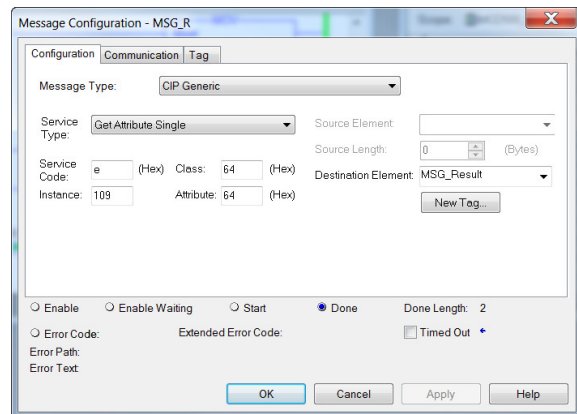 Message Configuration - MSG_R
Configuration Communication Tag
Message Type: CIP Generic
Service Type: Get Attribute Single Source Element:
Source Length: 0 (Bytes)
Service Code: e (Hex) Class: 64 (Hex) Destination Element: MSG_Result
Instance: 109 Attribute: 64 (Hex) New Tag...
Enable Enable Waiting Start Done Done Length: 2
Error Code: Extended Error Code: Timed Out
Error Path:
Error Text:
OK Cancel Apply Help